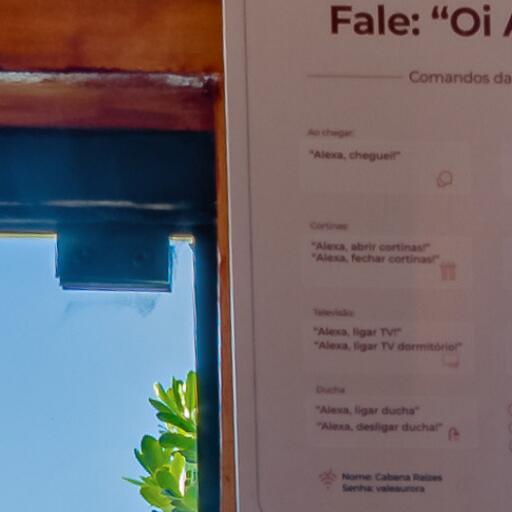 Fale: "Oi
Comandos da
Ao chegar:
"Alexa, cheguei!"
Cortinas:
"Alexa, abrir cortinas!"
"Alexa, fechar cortinas!"
Televisão:
"Alexa, ligar TV!"
"Alexa, ligar TV dormitório!"
Ducha
"Alexa, ligar ducha"
"Alexa, desligar ducha!"
Nome: Cabana Raízes
Senha: valeaurora